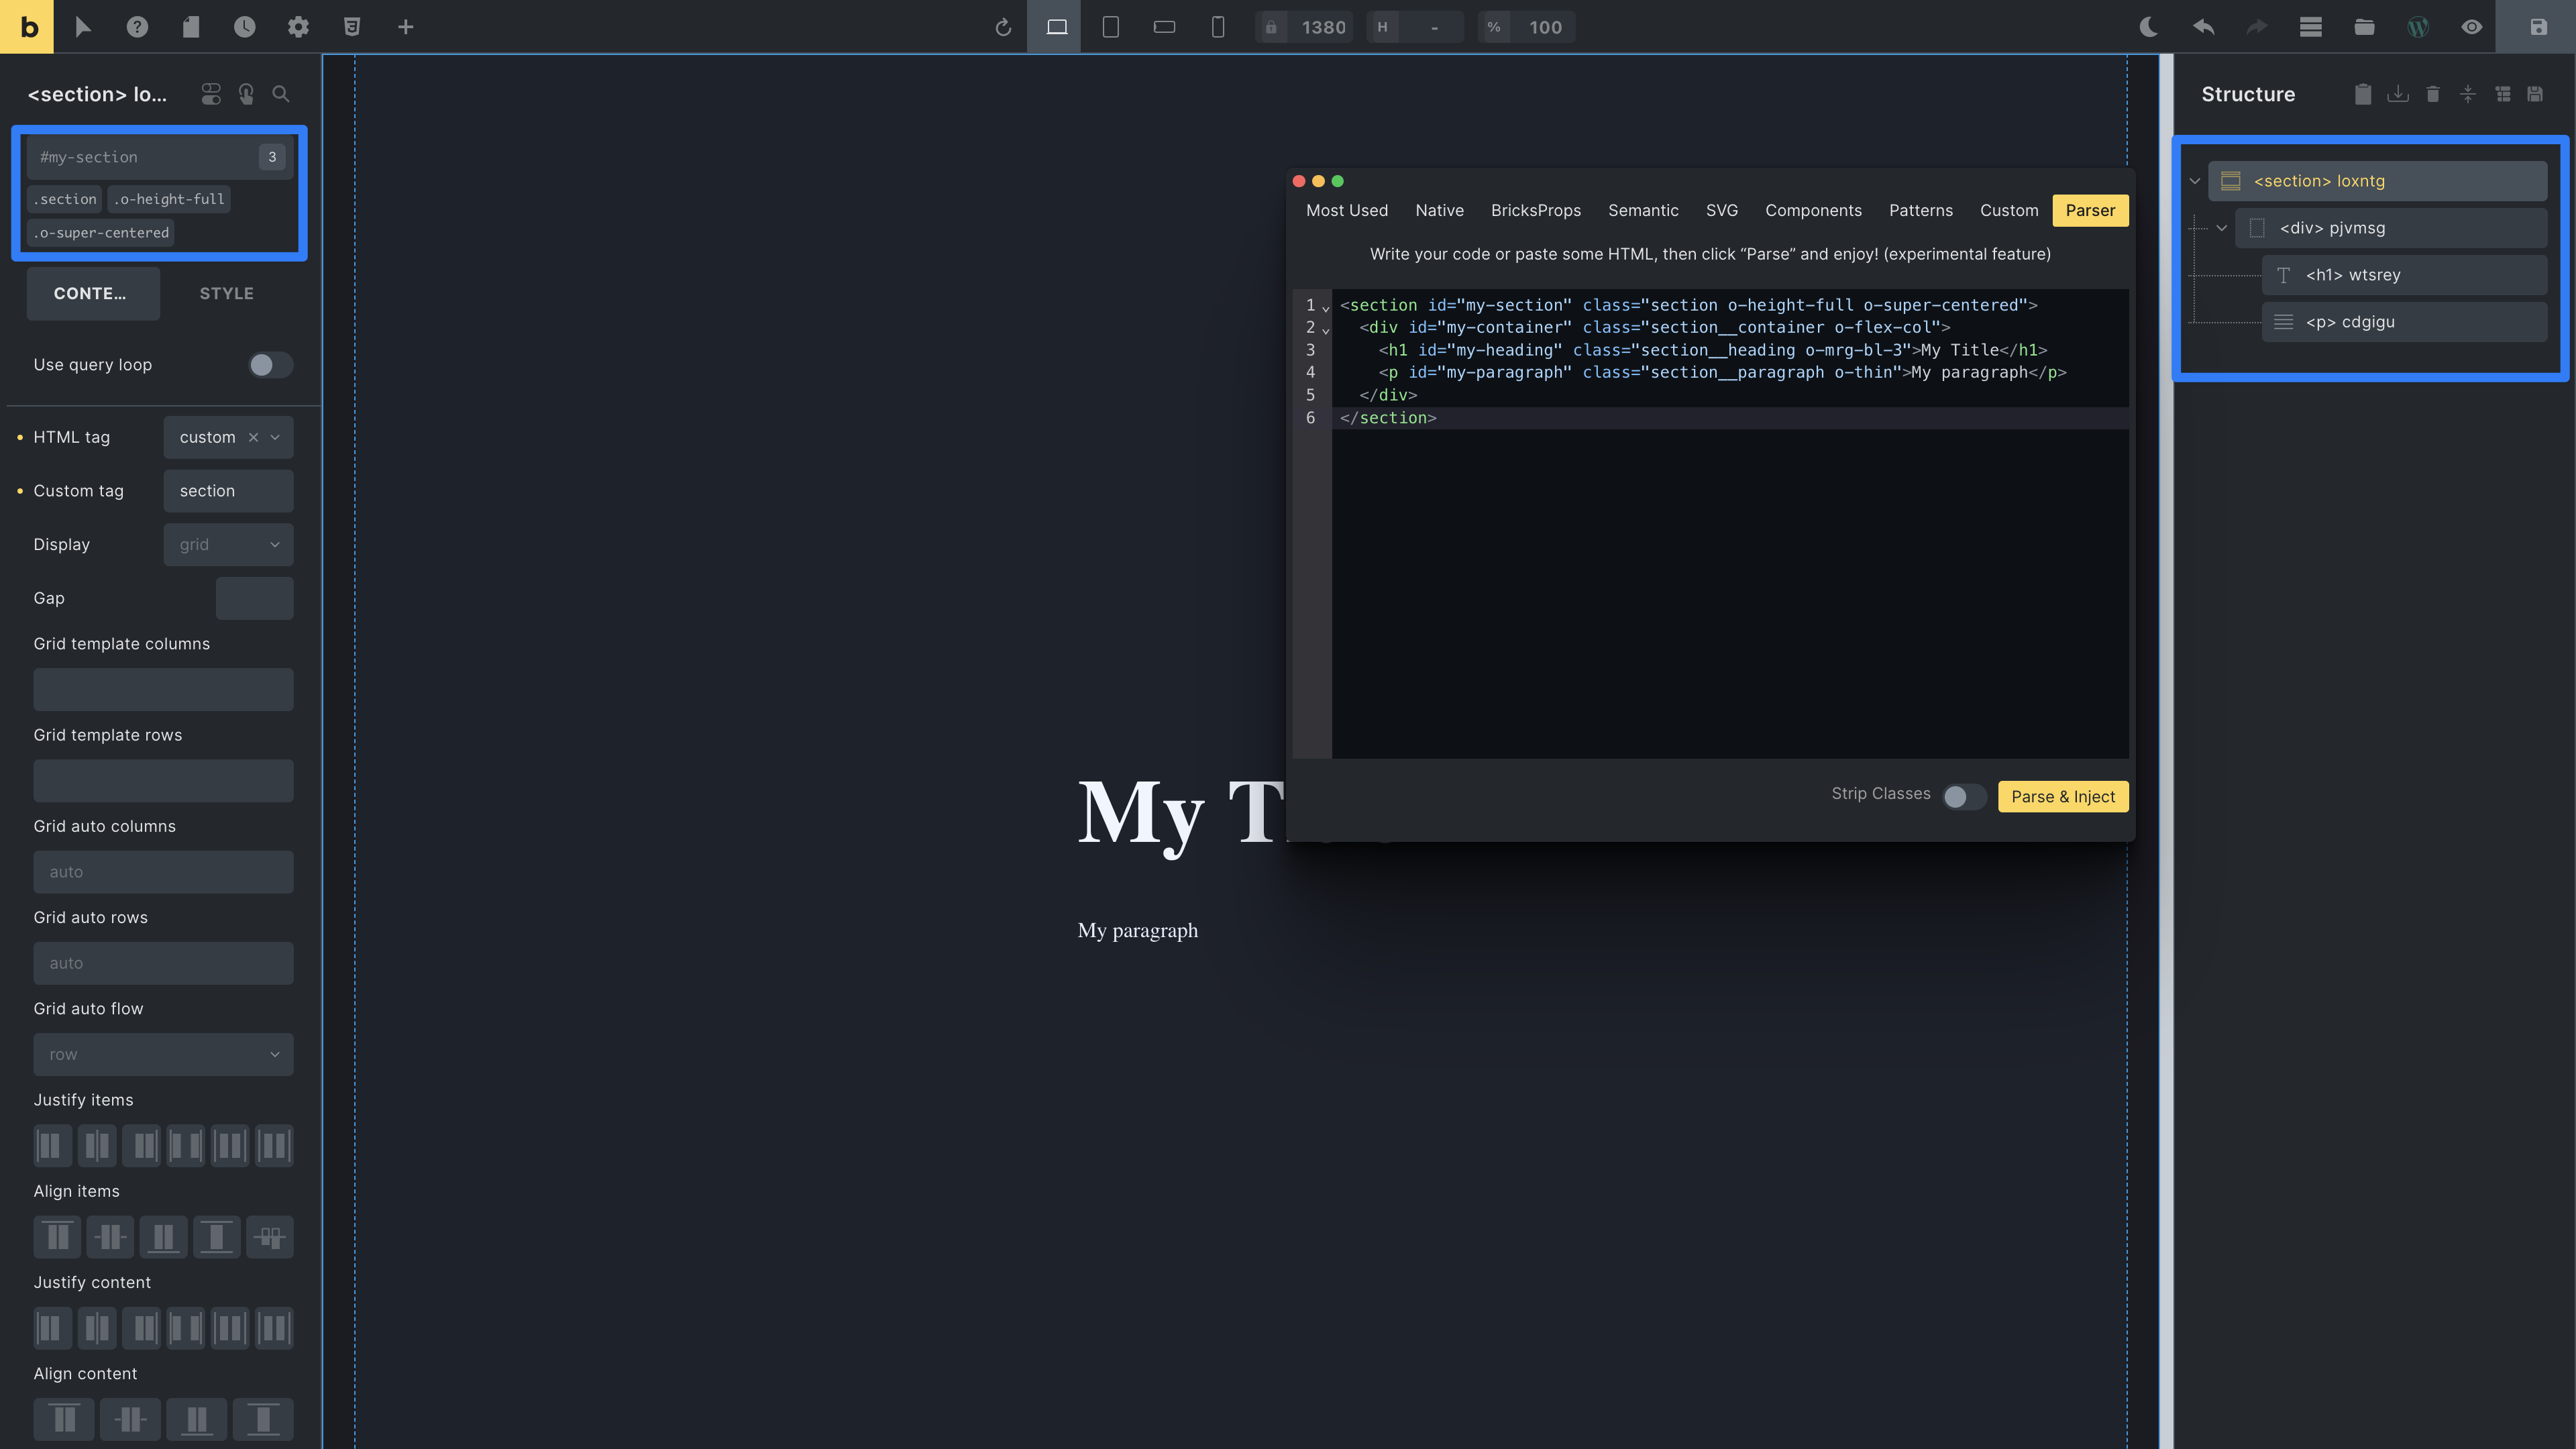 b
?
1380
H
-
%
100
<section> lo...
#my-section
3
.section
.o-height-full
.o-super-centered
CONTE...
STYLE
Use query loop
HTML tag
custom
Custom tag
section
Display
grid
Gap
Grid template columns
Grid template rows
Grid auto columns
auto
Grid auto rows
auto
Grid auto flow
row
Justify items
Align items
Justify content
Align content
My T
My paragraph
Most Used
Native
BricksProps
Semantic
SVG
Components
Patterns
Custom
Parser
Write your code or paste some HTML, then click “Parse” and enjoy! (experimental feature)
1 <section id="my-section" class="section o-height-full o-super-centered">
2 <div id="my-container" class="section__container o-flex-col">
3 <h1 id="my-heading" class="section__heading o-mrg-bl-3">My Title</h1>
4 <p id="my-paragraph" class="section__paragraph o-thin">My paragraph</p>
5 </div>
6 </section>
Strip Classes
Parse & Inject
Structure
<section> loxntg
<div> pjvmsg
<h1> wtsrey
<p> cdgigu